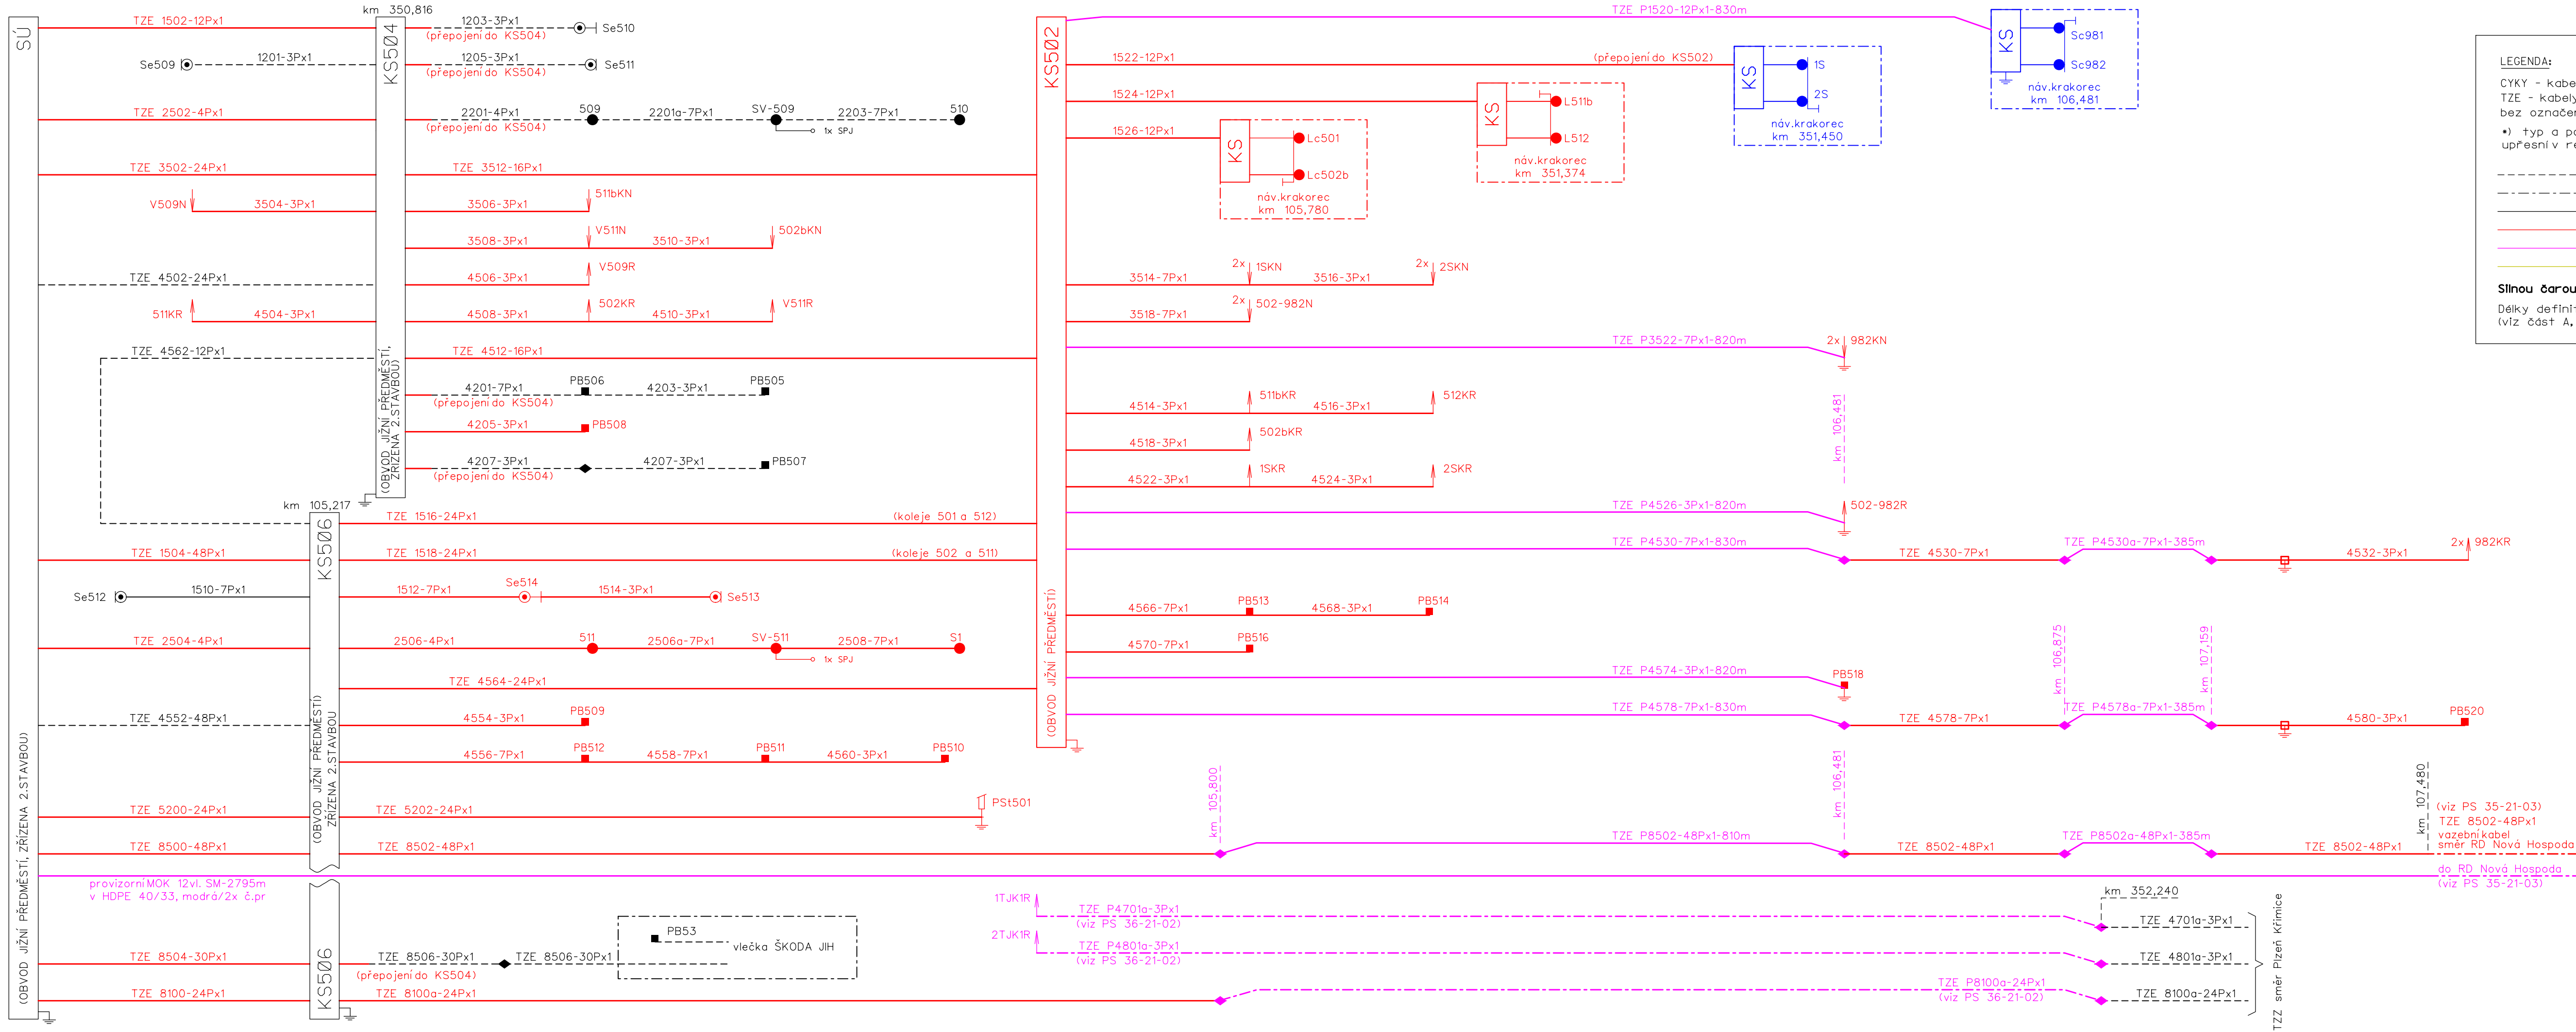 SÚ
(OBVOD JIŽNÍ PŘEDMĚSTÍ, ZŘÍZENA 2.STAVBOU)
km 350,816
KS504
(OBVOD JIŽNÍ PŘEDMĚSTÍ,
ZŘÍZENA 2.STAVBOU)
TZE 1502-12Px1
1203-3Px1
(přepojení do KS504)
Se510
Se509
1201-3Px1
1205-3Px1
(přepojení do KS504)
Se511
TZE 2502-4Px1
2201-4Px1
(přepojení do KS504)
509
2201a-7Px1
SV-509
1x SPJ
2203-7Px1
510
TZE 3502-24Px1
TZE 3512-16Px1
V509N
3504-3Px1
3506-3Px1
511bKN
3508-3Px1
V511N
3510-3Px1
502bKN
TZE 4502-24Px1
4506-3Px1
V509R
511KR
4504-3Px1
4508-3Px1
502KR
4510-3Px1
V511R
TZE 4562-12Px1
TZE 4512-16Px1
4201-7Px1
(přepojení do KS504)
PB506
4203-3Px1
PB505
4205-3Px1
PB508
4207-3Px1
(přepojení do KS504)
4207-3Px1
PB507
km 105,217
KS506
(OBVOD JIŽNÍ PŘEDMĚSTÍ)
ZŘÍZENA 2.STAVBOU
TZE 1516-24Px1
(koleje 501 a 512)
TZE 1504-48Px1
TZE 1518-24Px1
(koleje 502 a 511)
Se512
1510-7Px1
1512-7Px1
Se514
1514-3Px1
Se513
TZE 2504-4Px1
2506-4Px1
511
2506a-7Px1
SV-511
1x SPJ
2508-7Px1
S1
TZE 4564-24Px1
TZE 4552-48Px1
4554-3Px1
PB509
4556-7Px1
PB512
4558-7Px1
PB511
4560-3Px1
PB510
TZE 5200-24Px1
TZE 5202-24Px1
PSt501
TZE 8500-48Px1
TZE 8502-48Px1
provizorní MOK 12vl. SM-2795m
v HDPE 40/33, modrá/2x č.pr
KS506
TZE 8504-30Px1
TZE 8506-30Px1
(přepojení do KS504)
TZE 8506-30Px1
PB53
vlečka ŠKODA JIH
TZE 8100-24Px1
TZE 8100a-24Px1
KS502
(OBVOD JIŽNÍ PŘEDMĚSTÍ)
TZE P1520-12Px1-830m
KS
Sc981
Sc982
náv.krakorec
km 106,481
1522-12Px1
(přepojení do KS502)
KS
1S
2S
náv.krakorec
km 351,450
1524-12Px1
KS
L511b
L512
náv.krakorec
km 351,374
1526-12Px1
KS
Lc501
Lc502b
náv.krakorec
km 105,780
3514-7Px1
2x 1SKN
3516-3Px1
2x 2SKN
3518-7Px1
2x 502-982N
TZE P3522-7Px1-820m
2x 982KN
km 106,481
4514-3Px1
511bKR
4516-3Px1
512KR
4518-3Px1
502bKR
4522-3Px1
1SKR
4524-3Px1
2SKR
TZE P4526-3Px1-820m
502-982R
TZE P4530-7Px1-830m
TZE 4530-7Px1
TZE P4530a-7Px1-385m
4532-3Px1
2x 982KR
4566-7Px1
PB513
4568-3Px1
PB514
4570-7Px1
PB516
TZE P4574-3Px1-820m
PB518
km 106,875
km 107,159
TZE P4578-7Px1-830m
TZE 4578-7Px1
TZE P4578a-7Px1-385m
4580-3Px1
PB520
km 105,800
km 106,481
km 107,480
TZE P8502-48Px1-810m
TZE 8502-48Px1
TZE P8502a-48Px1-385m
TZE 8502-48Px1
(viz PS 35-21-03)
TZE 8502-48Px1
vazební kabel
směr RD Nová Hospoda
do RD Nová Hospoda
(viz PS 35-21-03)
1TJK1R
TZE P4701a-3Px1
(viz PS 36-21-02)
km 352,240
TZE 4701a-3Px1
2TJK1R
TZE P4801a-3Px1
(viz PS 36-21-02)
TZE 4801a-3Px1
TZE P8100a-24Px1
(viz PS 36-21-02)
TZE 8100a-24Px1
TZZ směr Plzeň Křimice
LEGENDA:
CYKY - kabe
TZE - kabely
bez označen
*) typ a po
upřesní v re
Silnou čarou
Délky defini
(viz část A,